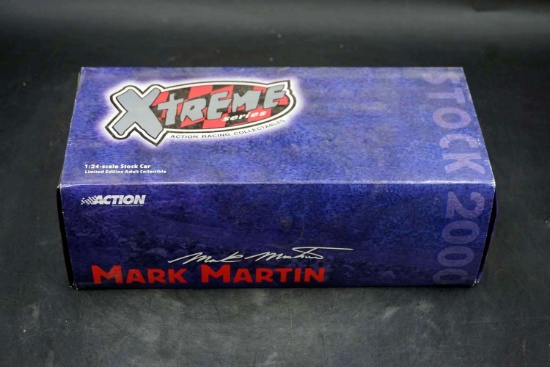 XTREME
series
ACTION RACING COLLECTABLES
1:24-scale Stock Car
Limited Edition Adult Collectible
ACTION
Mark Martin
MARK MARTIN
STOCK 2000